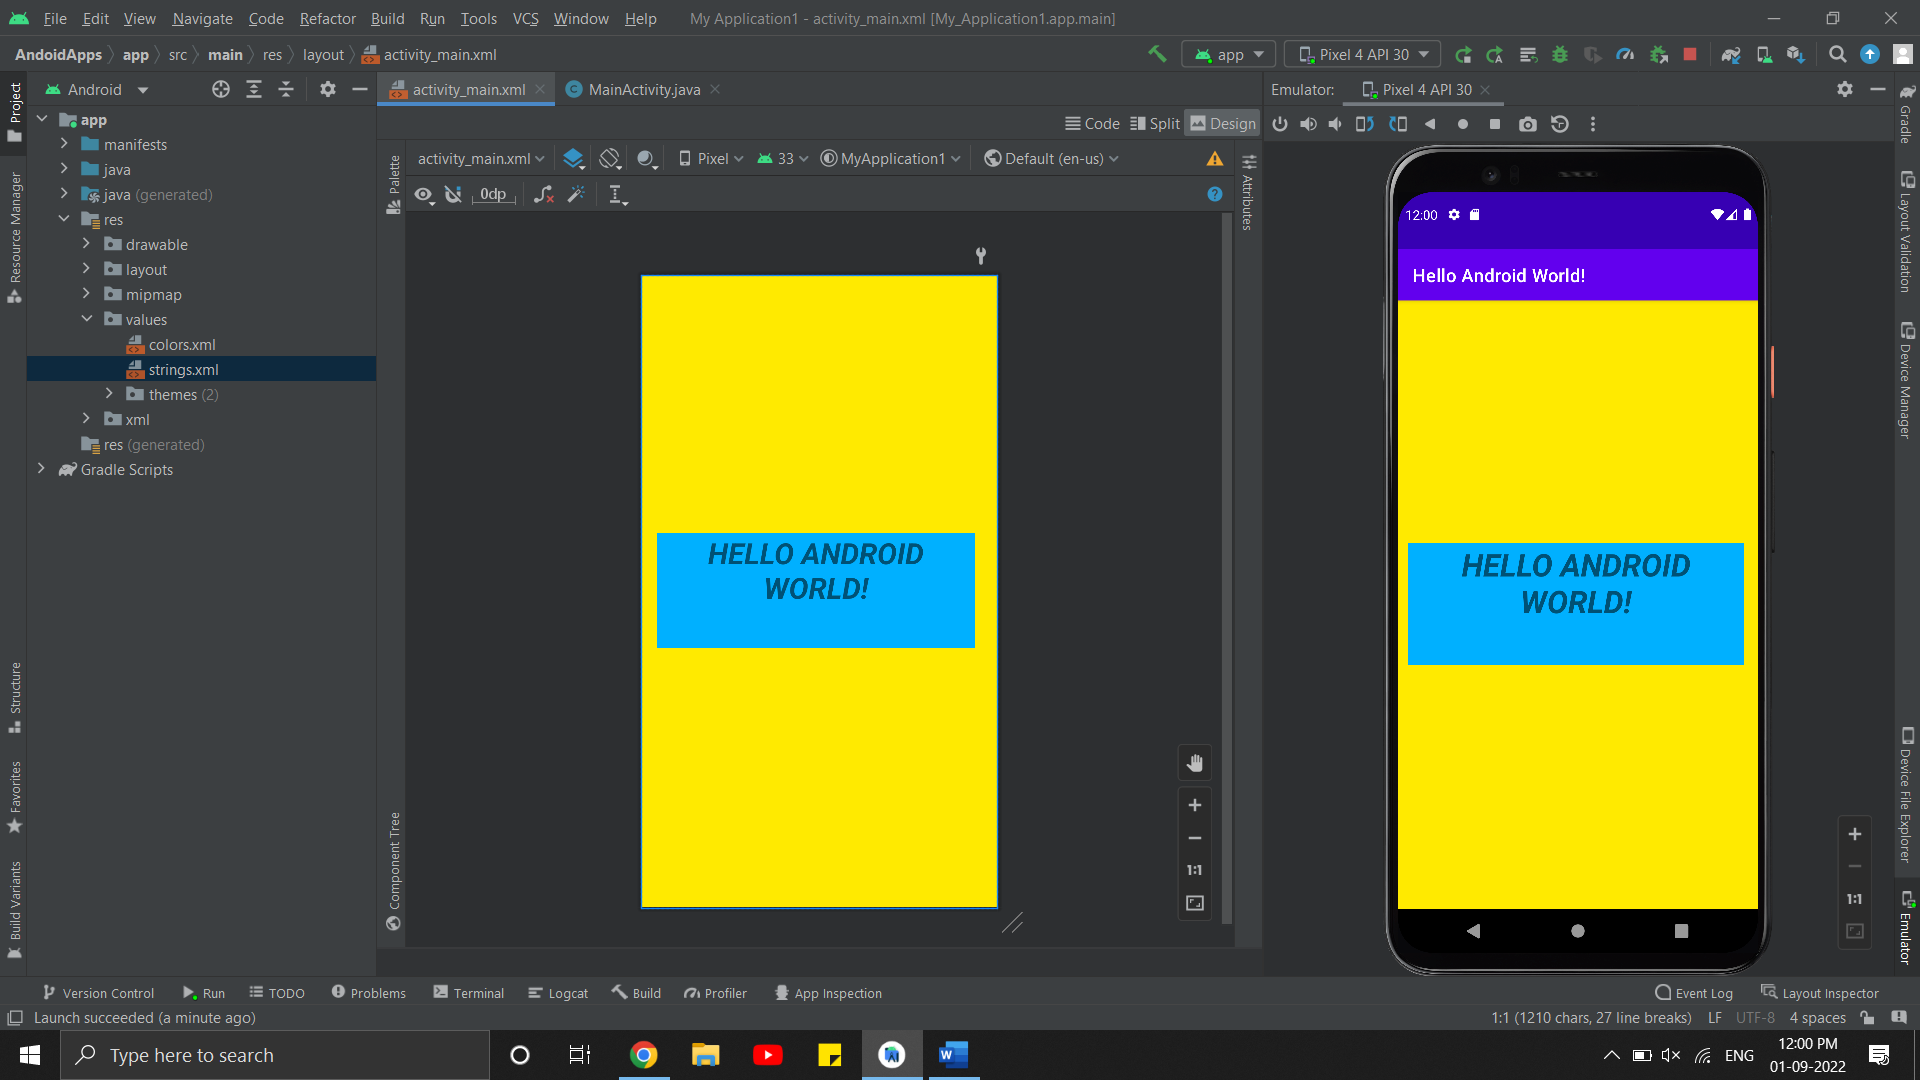 File Edit View Navigate Code Refactor Build Run Tools VCS Window Help My Application1 - activity_main.xml [My_Application1.app.main]
AndoidApps app src main res layout activity_main.xml app Pixel 4 API 30
Android activity_main.xml MainActivity.java Emulator: Pixel 4 API 30
Code Split Design
activity_main.xml Pixel 33 MyApplication1 Default (en-us)
0dp
app
manifests
java
java (generated)
res
drawable
layout
mipmap
values
colors.xml
strings.xml
themes (2)
xml
res (generated)
Gradle Scripts
Project
Resource Manager
Structure
Favorites
Build Variants
Palette
Component Tree
HELLO ANDROID
WORLD!
1:1
Attributes
12:00
Hello Android World!
HELLO ANDROID
WORLD!
1:1
Gradle
Layout Validation
Device Manager
Device File Explorer
Emulator
Version Control Run TODO Problems Terminal Logcat Build Profiler App Inspection Event Log Layout Inspector
Launch succeeded (a minute ago) 1:1 (1210 chars, 27 line breaks) LF UTF-8 4 spaces
Type here to search ENG 12:00 PM
01-09-2022